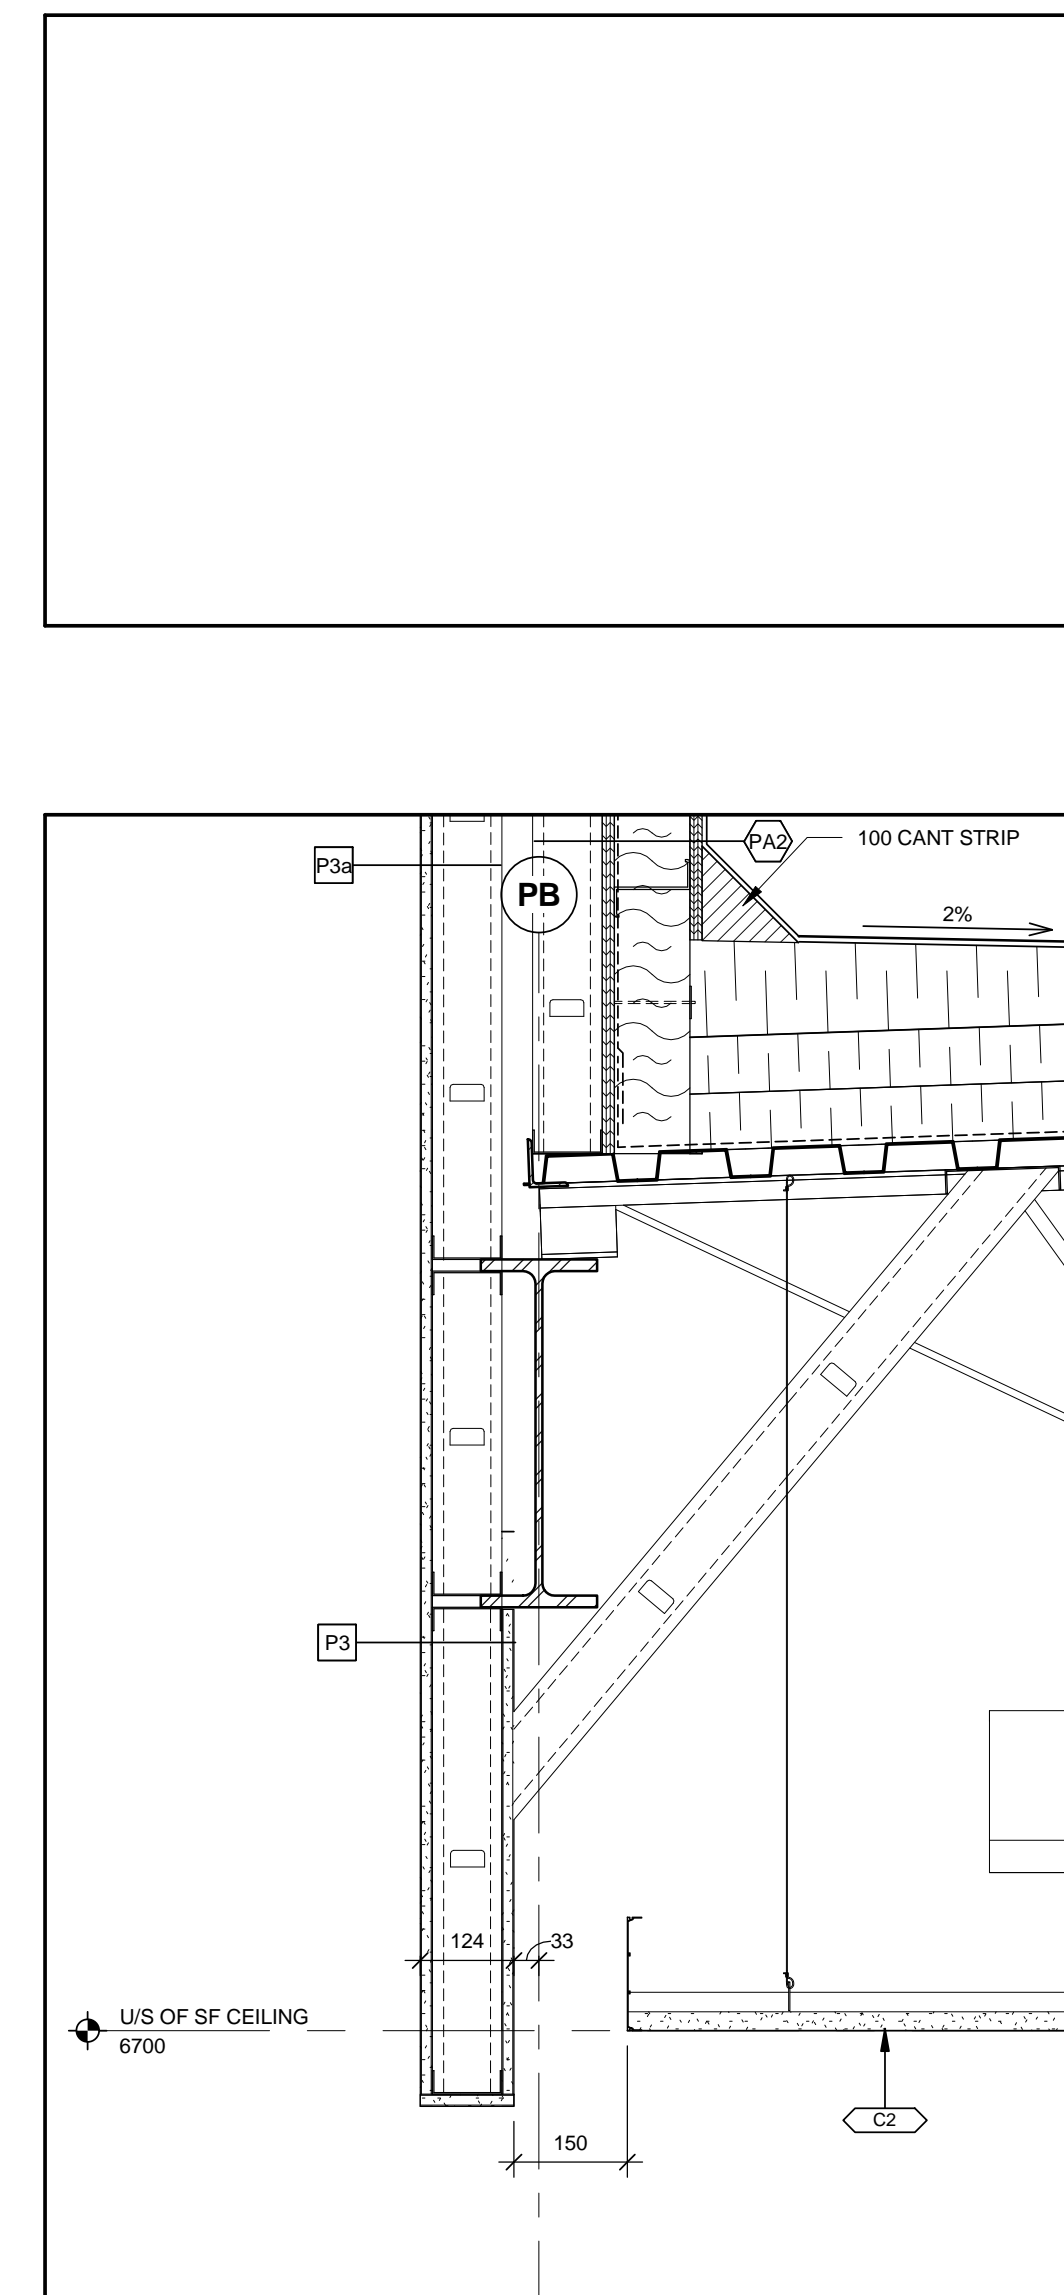 PA2
100 CANT STRIP
P3a
PB
2%
P3
124
33
U/S OF SF CEILING
6700
C2
150